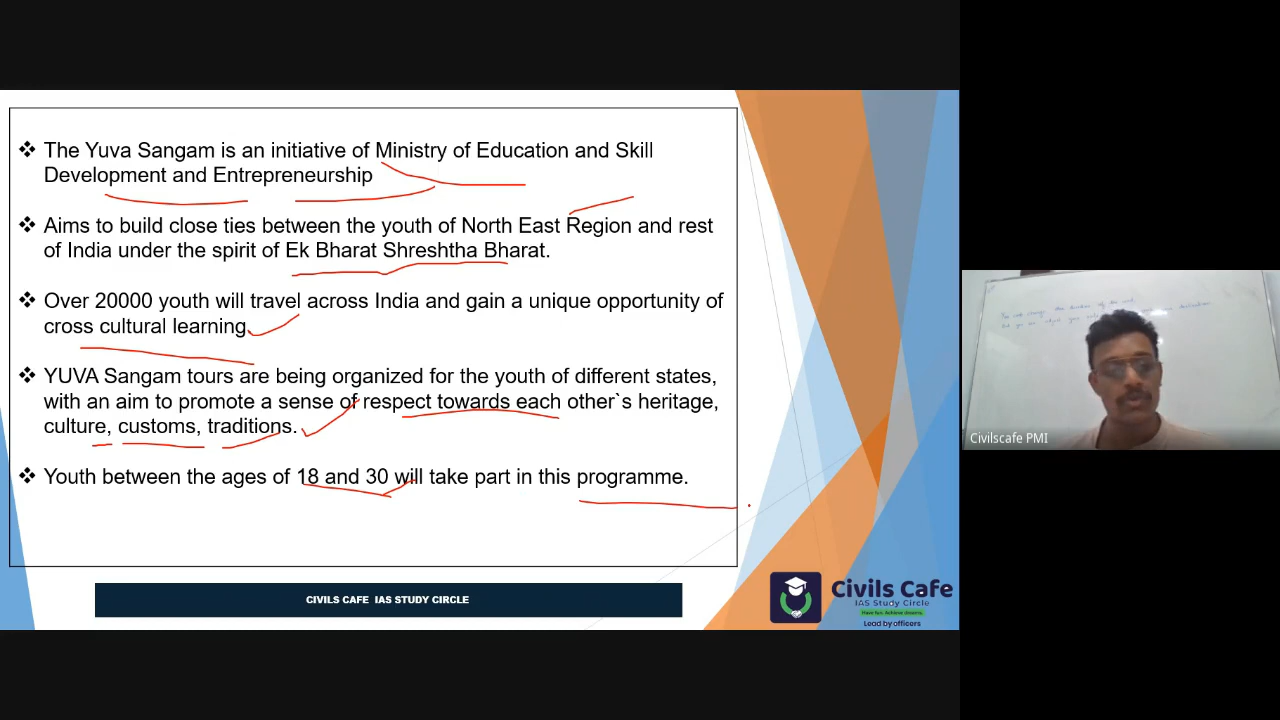 ❖ The Yuva Sangam is an initiative of Ministry of Education and Skill
Development and Entrepreneurship
❖ Aims to build close ties between the youth of North East Region and rest
of India under the spirit of Ek Bharat Shreshtha Bharat.
❖ Over 20000 youth will travel across India and gain a unique opportunity of
cross cultural learning.
❖ YUVA Sangam tours are being organized for the youth of different states,
with an aim to promote a sense of respect towards each other`s heritage,
culture, customs, traditions.
❖ Youth between the ages of 18 and 30 will take part in this programme.
CIVILS CAFE IAS STUDY CIRCLE
Civils Cafe
IAS Study Circle
Have fun. Achieve dreams.
Lead by officers
Civilscafe PMI